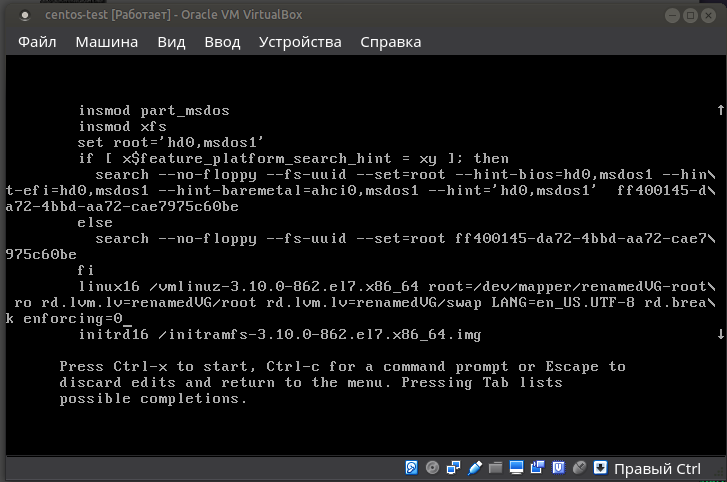 centos-test [Работает] - Oracle VM VirtualBox
Файл Машина Вид Ввод Устройства Справка
insmod part_msdos
insmod xfs
set root='hd0,msdos1'
if [ x$feature_platform_search_hint = xy ]; then
search --no-floppy --fs-uuid --set=root --hint-bios=hd0,msdos1 --hin\
t-efi=hd0,msdos1 --hint-baremetal=ahci0,msdos1 --hint='hd0,msdos1'  ff400145-d\
a72-4bbd-aa72-cae7975c60be
else
search --no-floppy --fs-uuid --set=root ff400145-da72-4bbd-aa72-cae7\
975c60be
fi
linux16 /vmlinuz-3.10.0-862.el7.x86_64 root=/dev/mapper/renamedVG-root\
ro rd.lvm.lv=renamedVG/root rd.lvm.lv=renamedVG/swap LANG=en_US.UTF-8 rd.brea\
k enforcing=0_
initrd16 /initramfs-3.10.0-862.el7.x86_64.img
Press Ctrl-x to start, Ctrl-c for a command prompt or Escape to
discard edits and return to the menu. Pressing Tab lists
possible completions.
Правый Ctrl